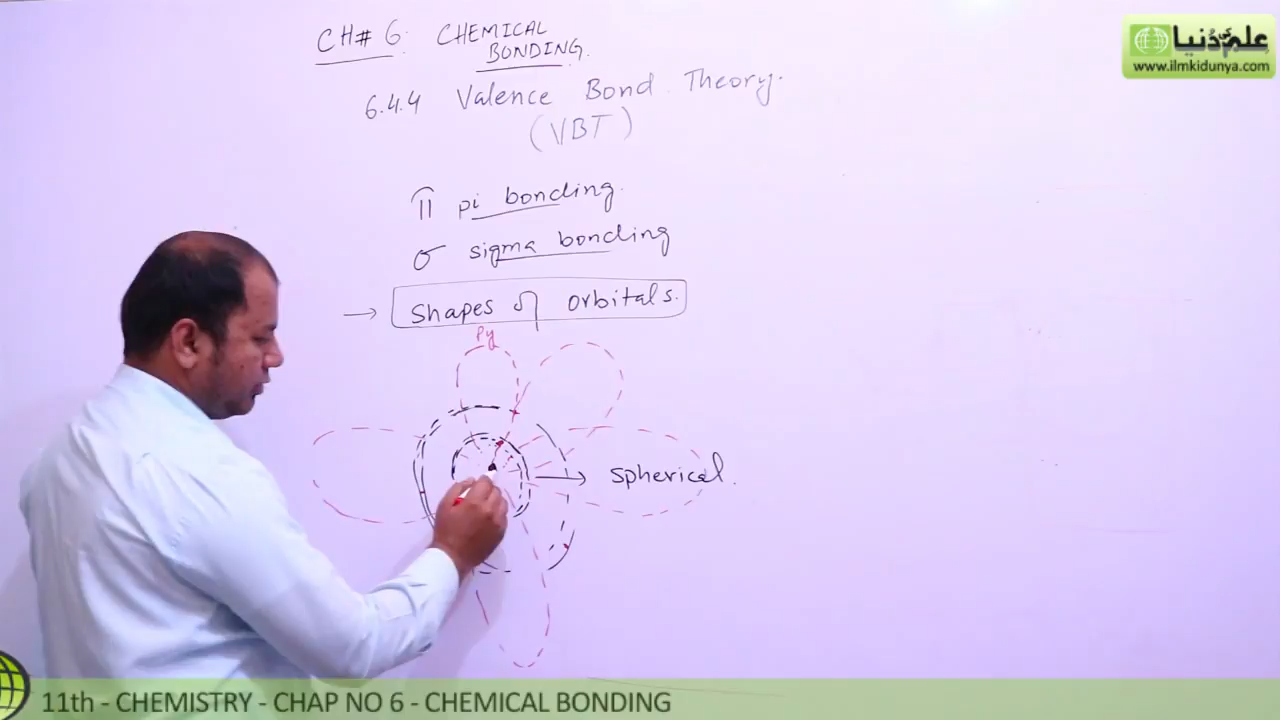 CH# 6: CHEMICAL
BONDING.
6.4.4 Valence Bond Theory.
(VBT)
π pi bonding.
σ sigma bonding
→ Shapes of orbitals.
Py
→ spherical.
علم کی دُنیا
www.ilmkidunya.com
11th - CHEMISTRY - CHAP NO 6 - CHEMICAL BONDING